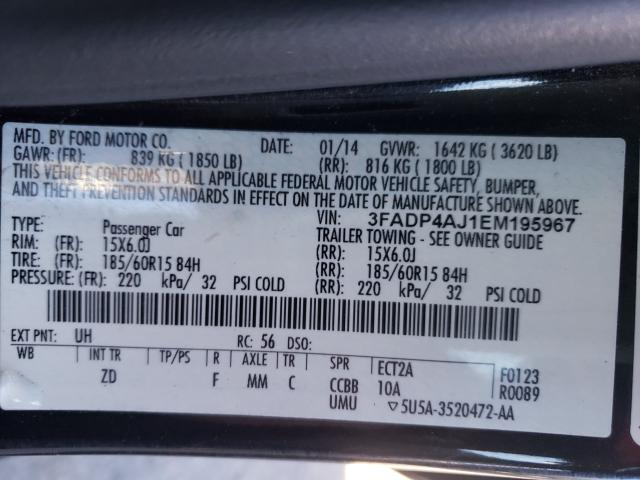 MFD. BY FORD MOTOR CO. DATE: 01/14 GVWR: 1642 KG ( 3620 LB)
GAWR: (FR): 839 KG ( 1850 LB) (RR): 816 KG ( 1800 LB)
THIS VEHICLE CONFORMS TO ALL APPLICABLE FEDERAL MOTOR VEHICLE SAFETY, BUMPER,
AND THEFT PREVENTION STANDARDS IN EFFECT ON THE DATE OF MANUFACTURE SHOWN ABOVE.
VIN: 3FADP4AJ1EM195967
TYPE: Passenger Car TRAILER TOWING - SEE OWNER GUIDE
RIM: (FR): 15X6.0J (RR): 15X6.0J
TIRE: (FR): 185/60R15 84H (RR): 185/60R15 84H
PRESSURE: (FR): 220 kPa/ 32 PSI COLD (RR): 220 kPa/ 32 PSI COLD
EXT PNT: UH RC: 56 DSO:
WB INT TR TP/PS R AXLE TR SPR ECT2A F0123
ZD F MM C CCBB 10A R0089
UMU ▽5U5A-3520472-AA